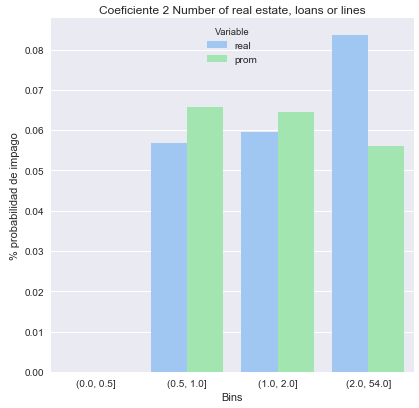 Coeficiente 2 Number of real estate, loans or lines
Variable
real
prom
% probabilidad de impago
0.08
0.07
0.06
0.05
0.04
0.03
0.02
0.01
0.00
(0.0, 0.5]
(0.5, 1.0]
(1.0, 2.0]
(2.0, 54.0]
Bins